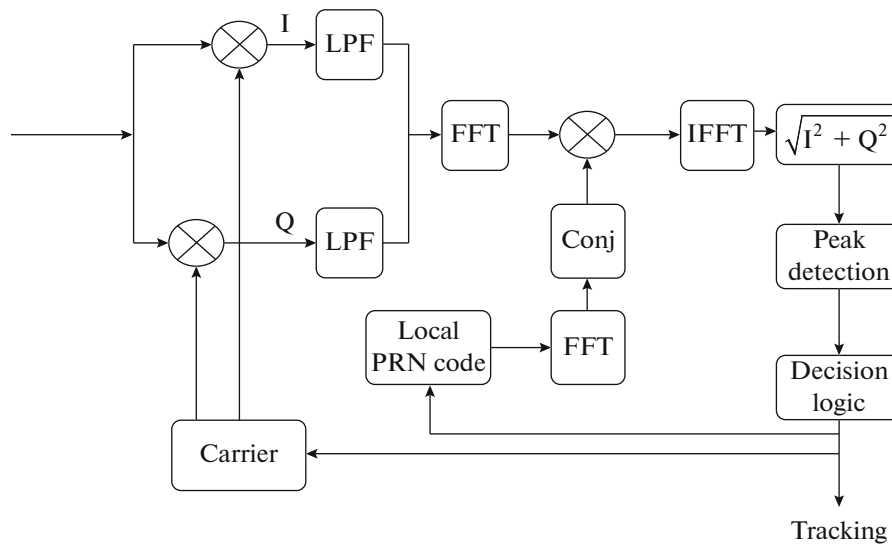 I
LPF
FFT
IFFT
√I² + Q²
Q
LPF
Conj
Peak
detection
Local
PRN code
FFT
Decision
logic
Carrier
Tracking